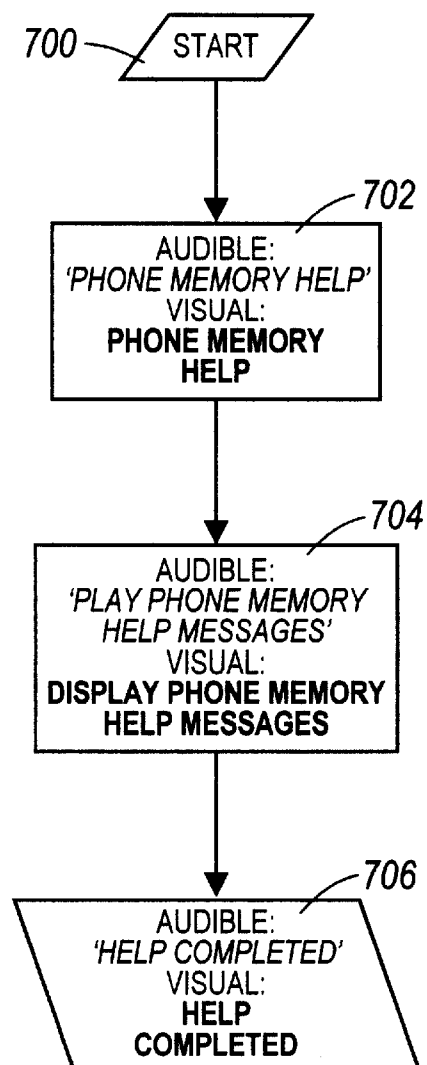 700
START
702
AUDIBLE:
'PHONE MEMORY HELP'
VISUAL:
PHONE MEMORY
HELP
704
AUDIBLE:
'PLAY PHONE MEMORY
HELP MESSAGES'
VISUAL:
DISPLAY PHONE MEMORY
HELP MESSAGES
706
AUDIBLE:
'HELP COMPLETED'
VISUAL:
HELP
COMPLETED